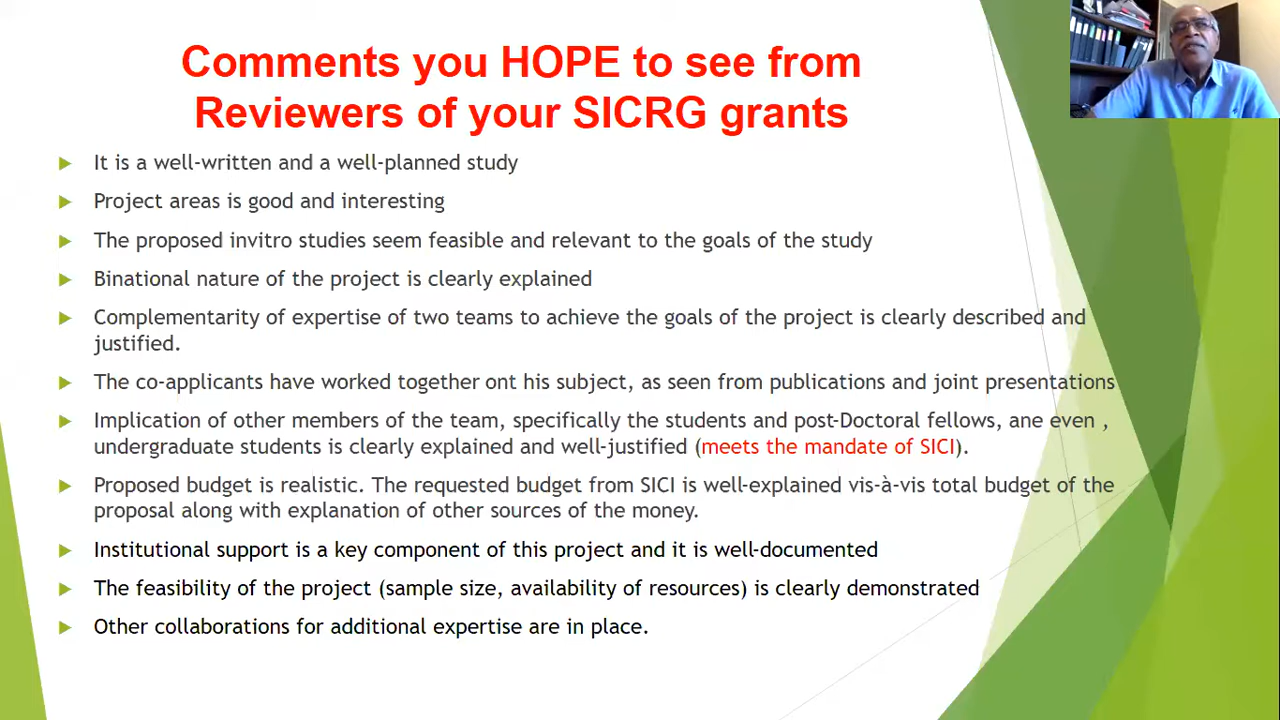 Comments you HOPE to see from
Reviewers of your SICRG grants
It is a well-written and a well-planned study
Project areas is good and interesting
The proposed invitro studies seem feasible and relevant to the goals of the study
Binational nature of the project is clearly explained
Complementarity of expertise of two teams to achieve the goals of the project is clearly described and
justified.
The co-applicants have worked together ont his subject, as seen from publications and joint presentations
Implication of other members of the team, specifically the students and post-Doctoral fellows, ane even ,
undergraduate students is clearly explained and well-justified (meets the mandate of SICI).
Proposed budget is realistic. The requested budget from SICI is well-explained vis-à-vis total budget of the
proposal along with explanation of other sources of the money.
Institutional support is a key component of this project and it is well-documented
The feasibility of the project (sample size, availability of resources) is clearly demonstrated
Other collaborations for additional expertise are in place.